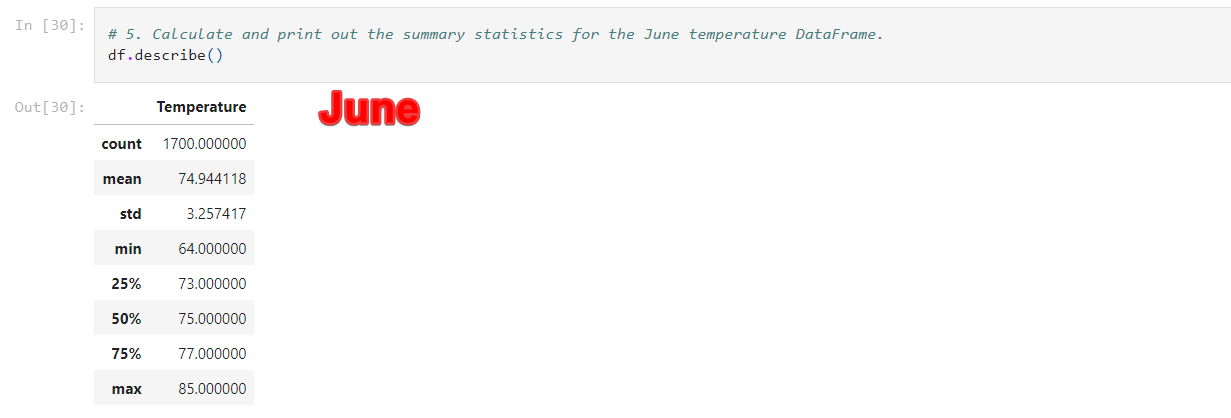 In [30]:
# 5. Calculate and print out the summary statistics for the June temperature DataFrame.
df.describe()
Out[30]:
Temperature
June
count 1700.000000
mean 74.944118
std 3.257417
min 64.000000
25% 73.000000
50% 75.000000
75% 77.000000
max 85.000000